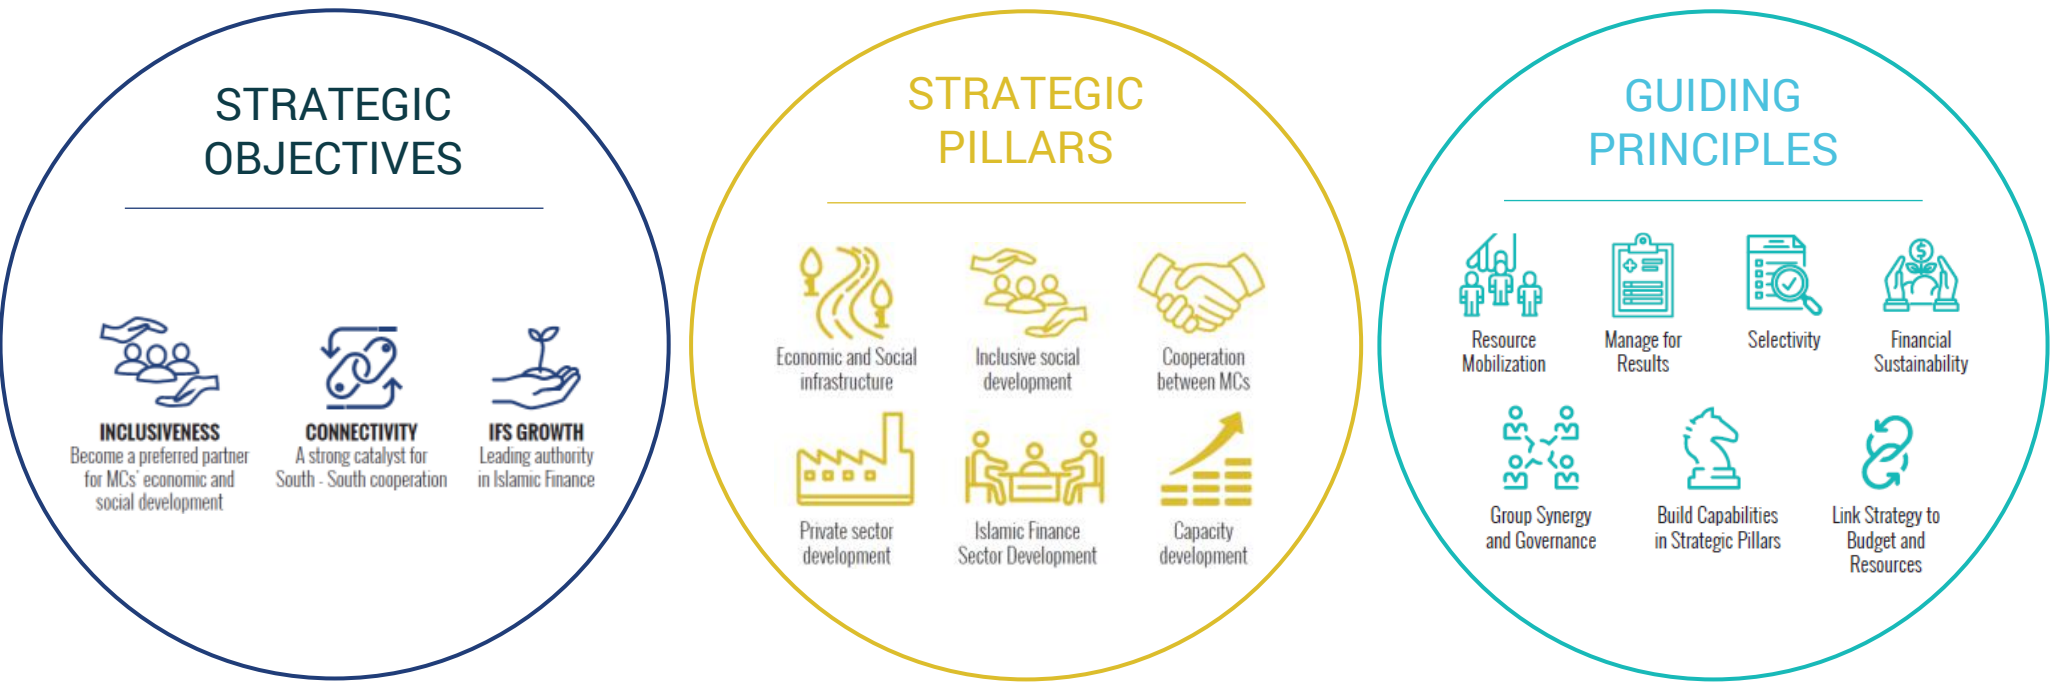 STRATEGIC
OBJECTIVES
INCLUSIVENESS
Become a preferred partner
for MCs' economic and
social development
CONNECTIVITY
A strong catalyst for
South - South cooperation
IFS GROWTH
Leading authority
in Islamic Finance
STRATEGIC
PILLARS
Economic and Social
infrastructure
Inclusive social
development
Cooperation
between MCs
Private sector
development
Islamic Finance
Sector Development
Capacity
development
GUIDING
PRINCIPLES
Resource
Mobilization
Manage for
Results
Selectivity
Financial
Sustainability
Group Synergy
and Governance
Build Capabilities
in Strategic Pillars
Link Strategy to
Budget and
Resources